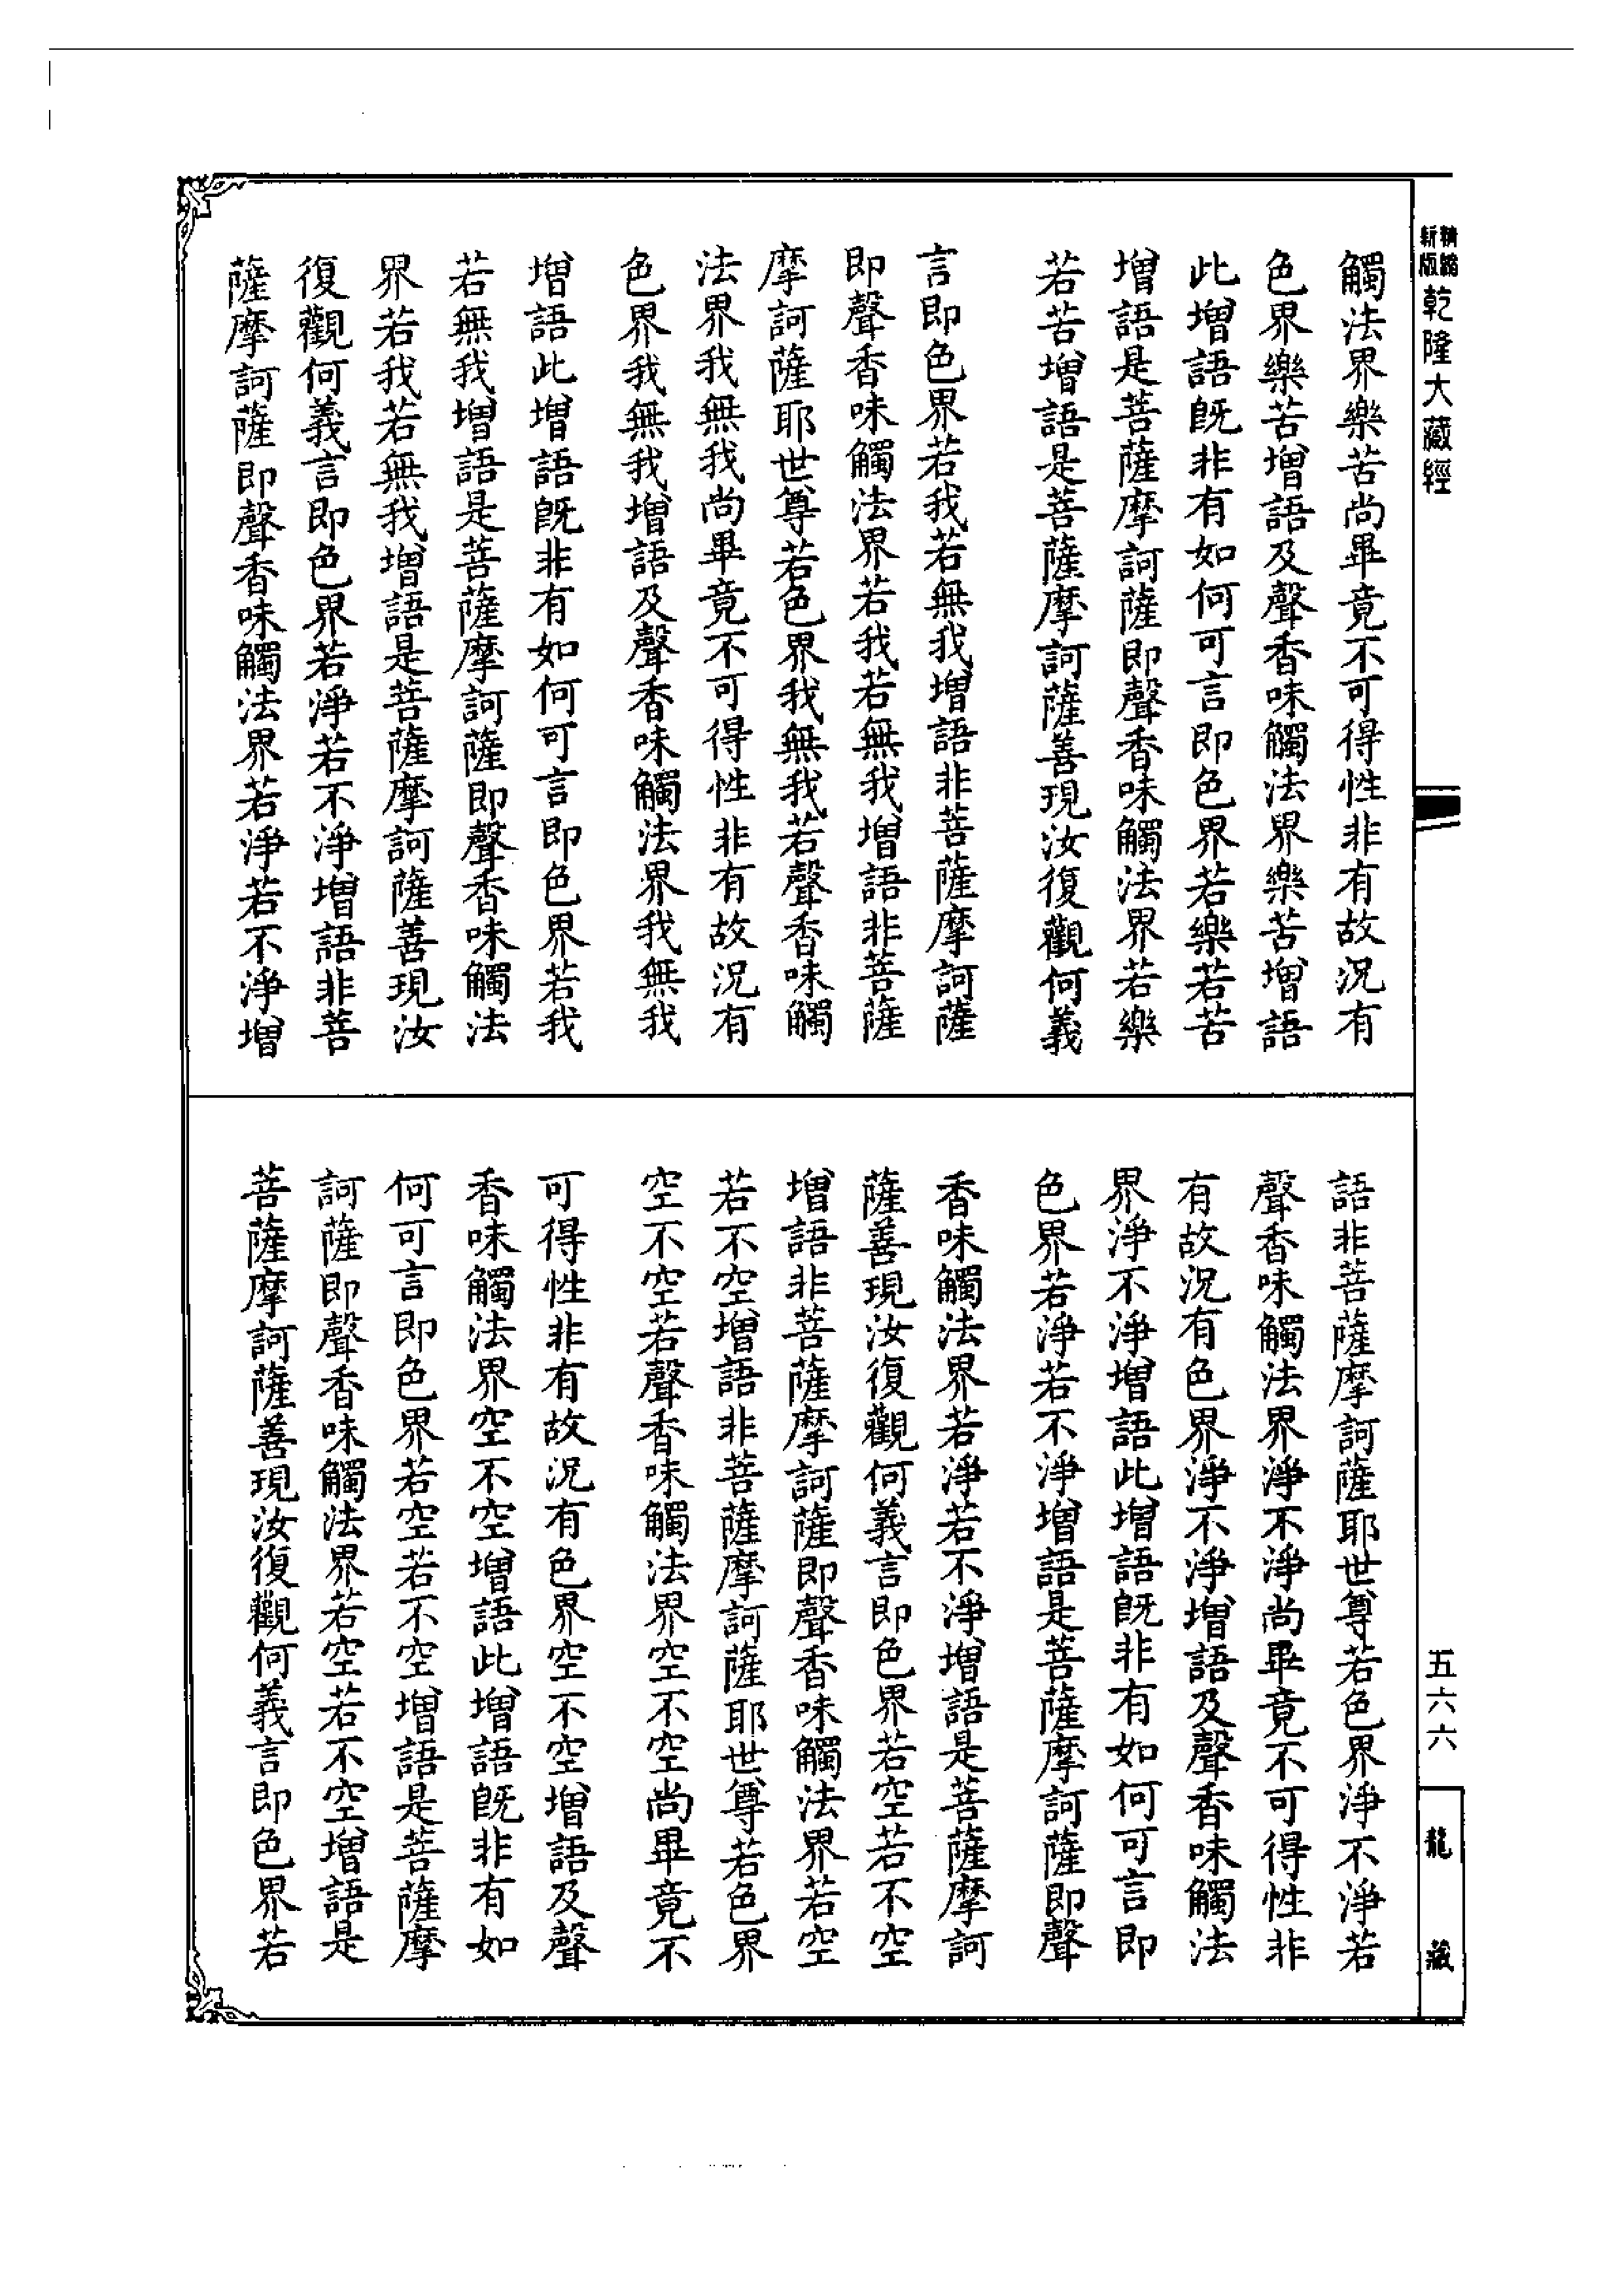 精縮新版乾隆大藏經
觸法界樂苦尚畢竟不可得性非有故況有
色界樂苦增語及聲香味觸法界樂苦增語
此增語既非有如何可言即色界若樂若苦
增語是菩薩摩訶薩即聲香味觸法界若樂
若苦增語是菩薩摩訶薩善現汝復觀何義
言即色界若我若無我增語非菩薩摩訶薩
即聲香味觸法界若我若無我增語非菩薩
摩訶薩耶世尊若色界我無我若聲香味觸
法界我無我尚畢竟不可得性非有故況有
色界我無我增語及聲香味觸法界我無我
增語此增語既非有如何可言即色界若我
若無我增語是菩薩摩訶薩即聲香味觸法
界若我若無我增語是菩薩摩訶薩善現汝
復觀何義言即色界若淨若不淨增語非菩
薩摩訶薩即聲香味觸法界若淨若不淨增
語非菩薩摩訶薩耶世尊若色界淨不淨若
聲香味觸法界淨不淨尚畢竟不可得性非
有故況有色界淨不淨增語及聲香味觸法
界淨不淨增語此增語既非有如何可言即
色界若淨若不淨增語是菩薩摩訶薩即聲
香味觸法界若淨若不淨增語是菩薩摩訶
薩善現汝復觀何義言即色界若空若不空
增語非菩薩摩訶薩即聲香味觸法界若空
若不空增語非菩薩摩訶薩耶世尊若色界
空不空若聲香味觸法界空不空尚畢竟不
可得性非有故況有色界空不空增語及聲
香味觸法界空不空增語此增語既非有如
何可言即色界若空若不空增語是菩薩摩
訶薩即聲香味觸法界若空若不空增語是
菩薩摩訶薩善現汝復觀何義言即色界若
五六六
龍藏